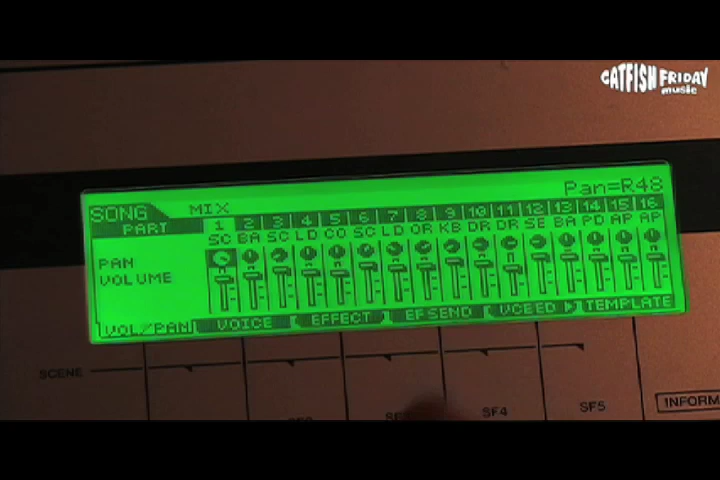 CATFISH FRIDAY
music
Pan=R48
SONG MIX
PART 1 2 3 4 5 6 7 8 9 10 11 12 13 14 15 16
SC BA SC LD CO SC LD OR KB DR DR SE BA PD AP AP
PAN
VOLUME
VOL/PAN VOICE EFFECT EF SEND VCE ED TEMPLATE
SCENE
SF4 SF5 INFORM